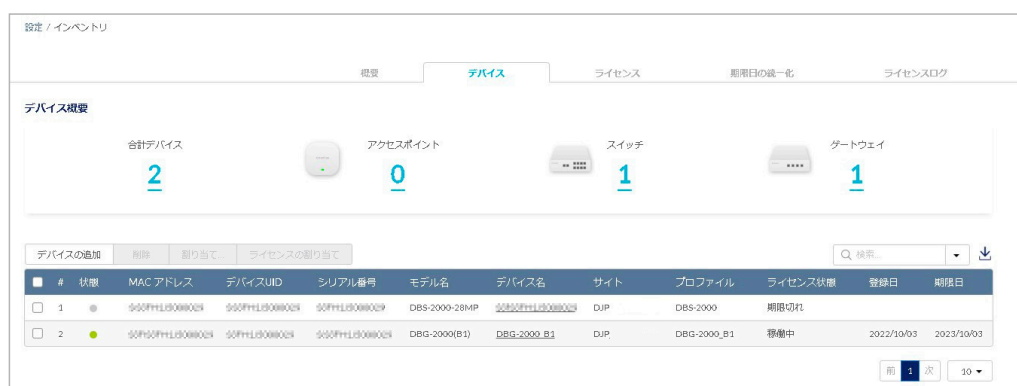 設定 / インベントリ
概要 デバイス ライセンス 期限日の統一化 ライセンスログ
デバイス概要
合計デバイス アクセスポイント スイッチ ゲートウェイ
2 0 1 1
デバイスの追加 削除 割り当て... ライセンスの割り当て 検索...
# 状態 MAC アドレス デバイスUID シリアル番号 モデル名 デバイス名 サイト プロファイル ライセンス状態 登録日 期限日
1 DBS-2000-28MP DJP DBS-2000 期限切れ
2 DBG-2000(B1) DBG-2000_B1 DJP DBG-2000_B1 稼働中 2022/10/03 2023/10/03
前 1 次 10